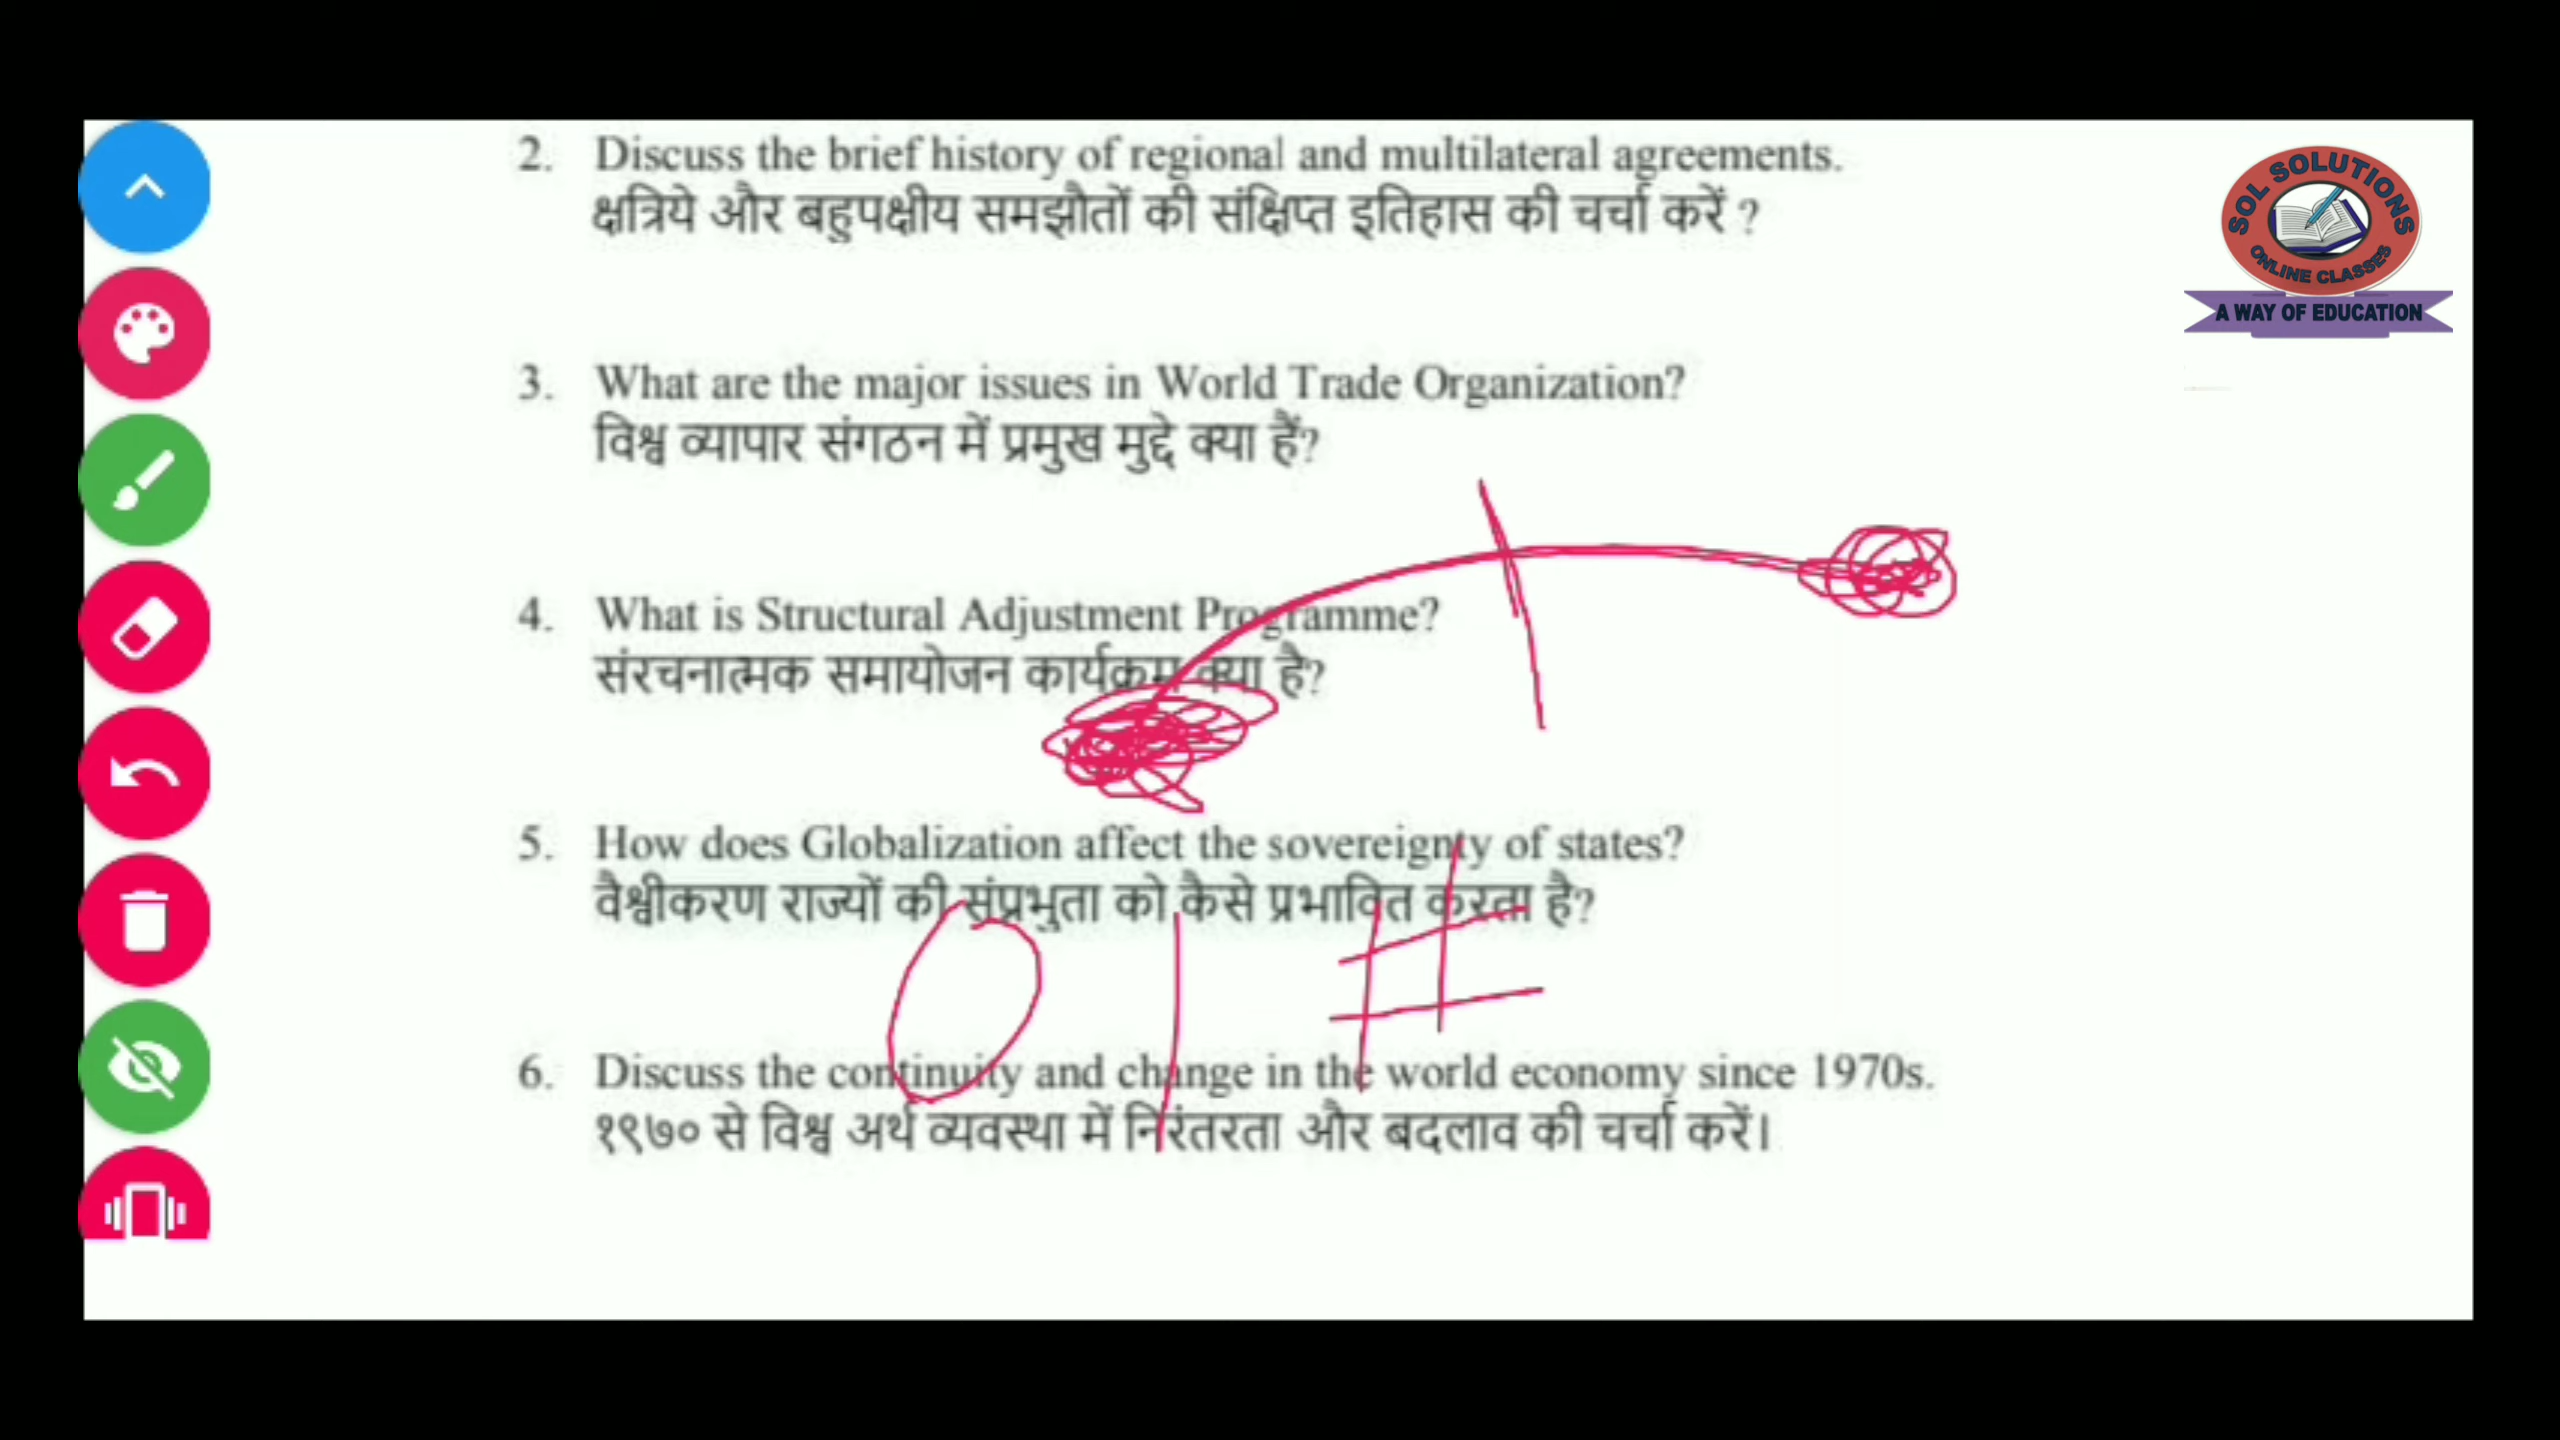 2. Discuss the brief history of regional and multilateral agreements.
क्षत्रिये और बहुपक्षीय समझौतों की संक्षिप्त इतिहास की चर्चा करें ?
SOL SOLUTIONS
ONLINE CLASSES
A WAY OF EDUCATION
3. What are the major issues in World Trade Organization?
विश्व व्यापार संगठन में प्रमुख मुद्दे क्या हैं?
4. What is Structural Adjustment Programme?
संरचनात्मक समायोजन कार्यक्रम क्या है?
5. How does Globalization affect the sovereignty of states?
वैश्वीकरण राज्यों की संप्रभुता को कैसे प्रभावित करता है?
01 #
6. Discuss the continuity and change in the world economy since 1970s.
१९७० से विश्व अर्थ व्यवस्था में निरंतरता और बदलाव की चर्चा करें।